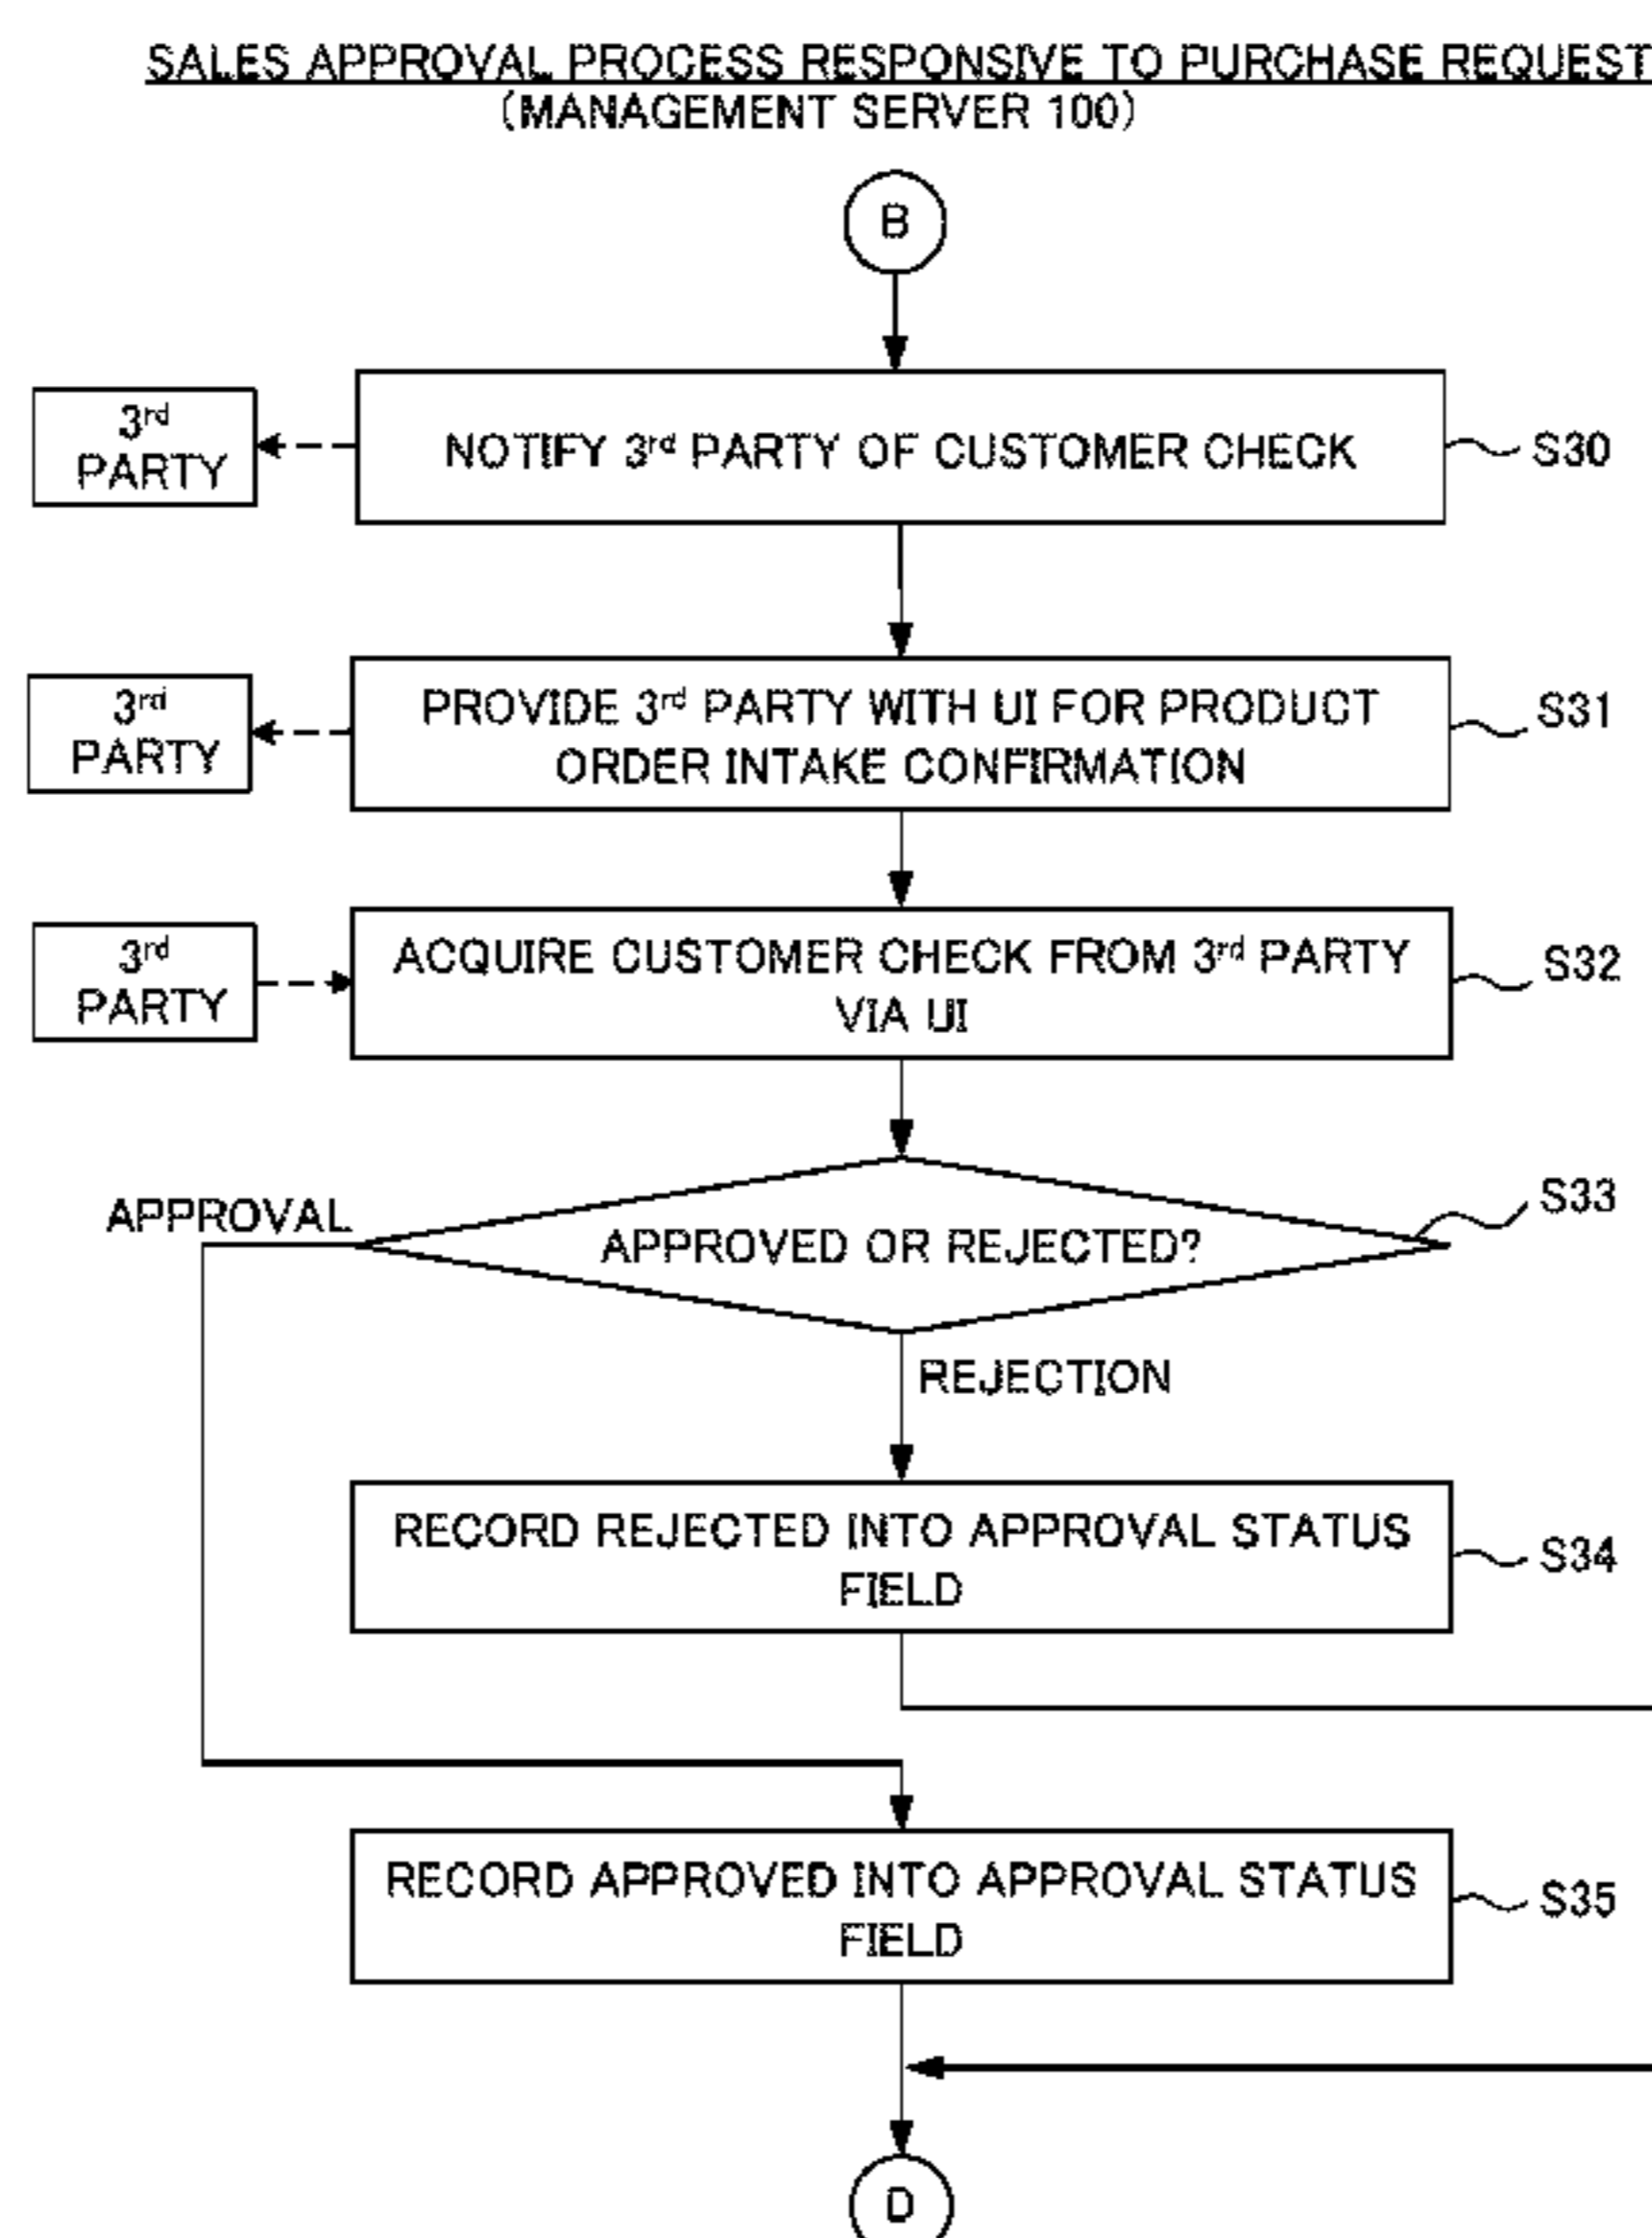 SALES APPROVAL PROCESS RESPONSIVE TO PURCHASE REQUEST
(MANAGEMENT SERVER 100)
B
3rd
PARTY
NOTIFY 3rd PARTY OF CUSTOMER CHECK
S30
3rd
PARTY
PROVIDE 3rd PARTY WITH UI FOR PRODUCT
ORDER INTAKE CONFIRMATION
S31
3rd
PARTY
ACQUIRE CUSTOMER CHECK FROM 3rd PARTY
VIA UI
S32
APPROVAL
APPROVED OR REJECTED?
S33
REJECTION
RECORD REJECTED INTO APPROVAL STATUS
FIELD
S34
RECORD APPROVED INTO APPROVAL STATUS
FIELD
S35
D